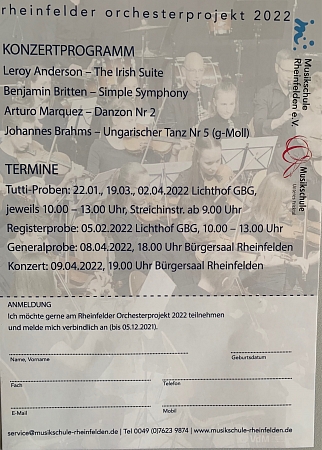 rheinfelder orchesterprojekt 2022
Musikschule
Rheinfelden e.V.
Musikschule
KONZERTPROGRAMM
Leroy Anderson – The Irish Suite
Benjamin Britten – Simple Symphony
Arturo Marquez – Danzon Nr 2
Johannes Brahms – Ungarischer Tanz Nr 5 (g-Moll)
TERMINE
Tutti-Proben: 22.01., 19.03., 02.04.2022 Lichthof GBG,
jeweils 10.00 – 13.00 Uhr, Streichinstr. ab 9.00 Uhr
Registerprobe: 05.02.2022 Lichthof GBG, 10.00 – 13.00 Uhr
Generalprobe: 08.04.2022, 18.00 Uhr Bürgersaal Rheinfelden
Konzert: 09.04.2022, 19.00 Uhr Bürgersaal Rheinfelden
ANMELDUNG
Ich möchte gerne am Rheinfelder Orchesterprojekt 2022 teilnehmen
und melde mich verbindlich an (bis 05.12.2021).
Name, Vorname Geburtsdatum
Fach Telefon
E-Mail Mobil
service@musikschule-rheinfelden.de | Tel 0049 (0)7623 9874 | www.musikschule-rheinfelden.de